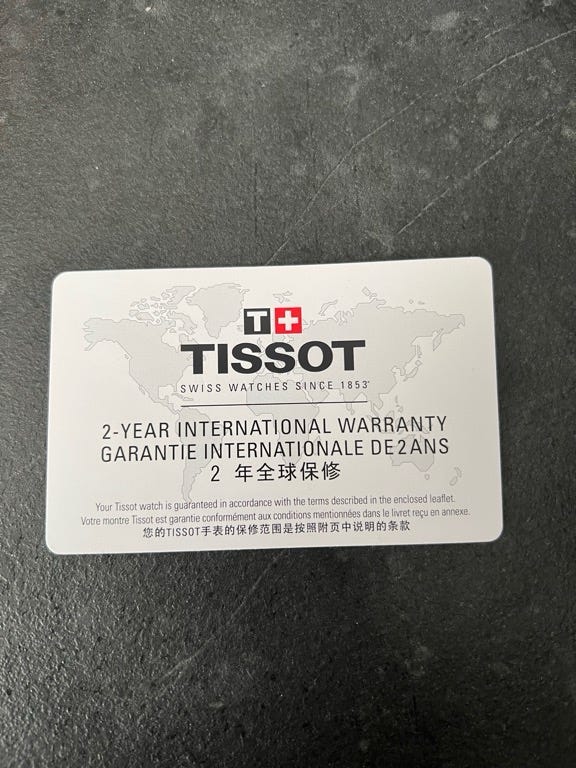 T+
TISSOT
SWISS WATCHES SINCE 1853
2-YEAR INTERNATIONAL WARRANTY
GARANTIE INTERNATIONALE DE2ANS
2 年全球保修
Your Tissot watch is guaranteed in accordance with the terms described in the enclosed leaflet.
Votre montre Tissot est garantie conformément aux conditions mentionnées dans le livret reçu en annexe.
您的TISSOT手表的保修范围是按照附页中说明的条款